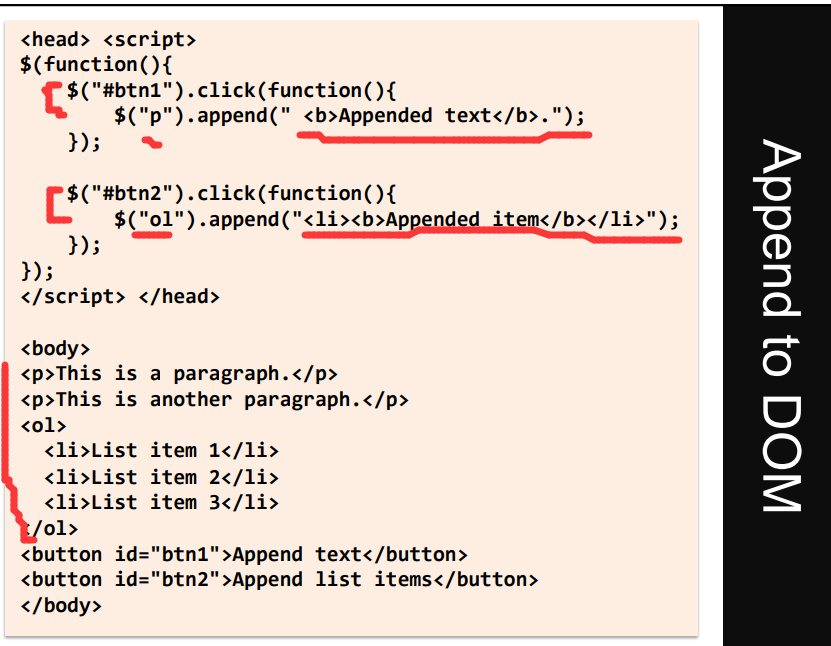 <head> <script>
$(function(){
    $("#btn1").click(function(){
        $("p").append(" <b>Appended text</b>.");
    });

    $("#btn2").click(function(){
        $("ol").append("<li><b>Appended item</b></li>");
    });
});
</script> </head>

<body>
<p>This is a paragraph.</p>
<p>This is another paragraph.</p>
<ol>
  <li>List item 1</li>
  <li>List item 2</li>
  <li>List item 3</li>
</ol>
<button id="btn1">Append text</button>
<button id="btn2">Append list items</button>
</body>
Append to DOM